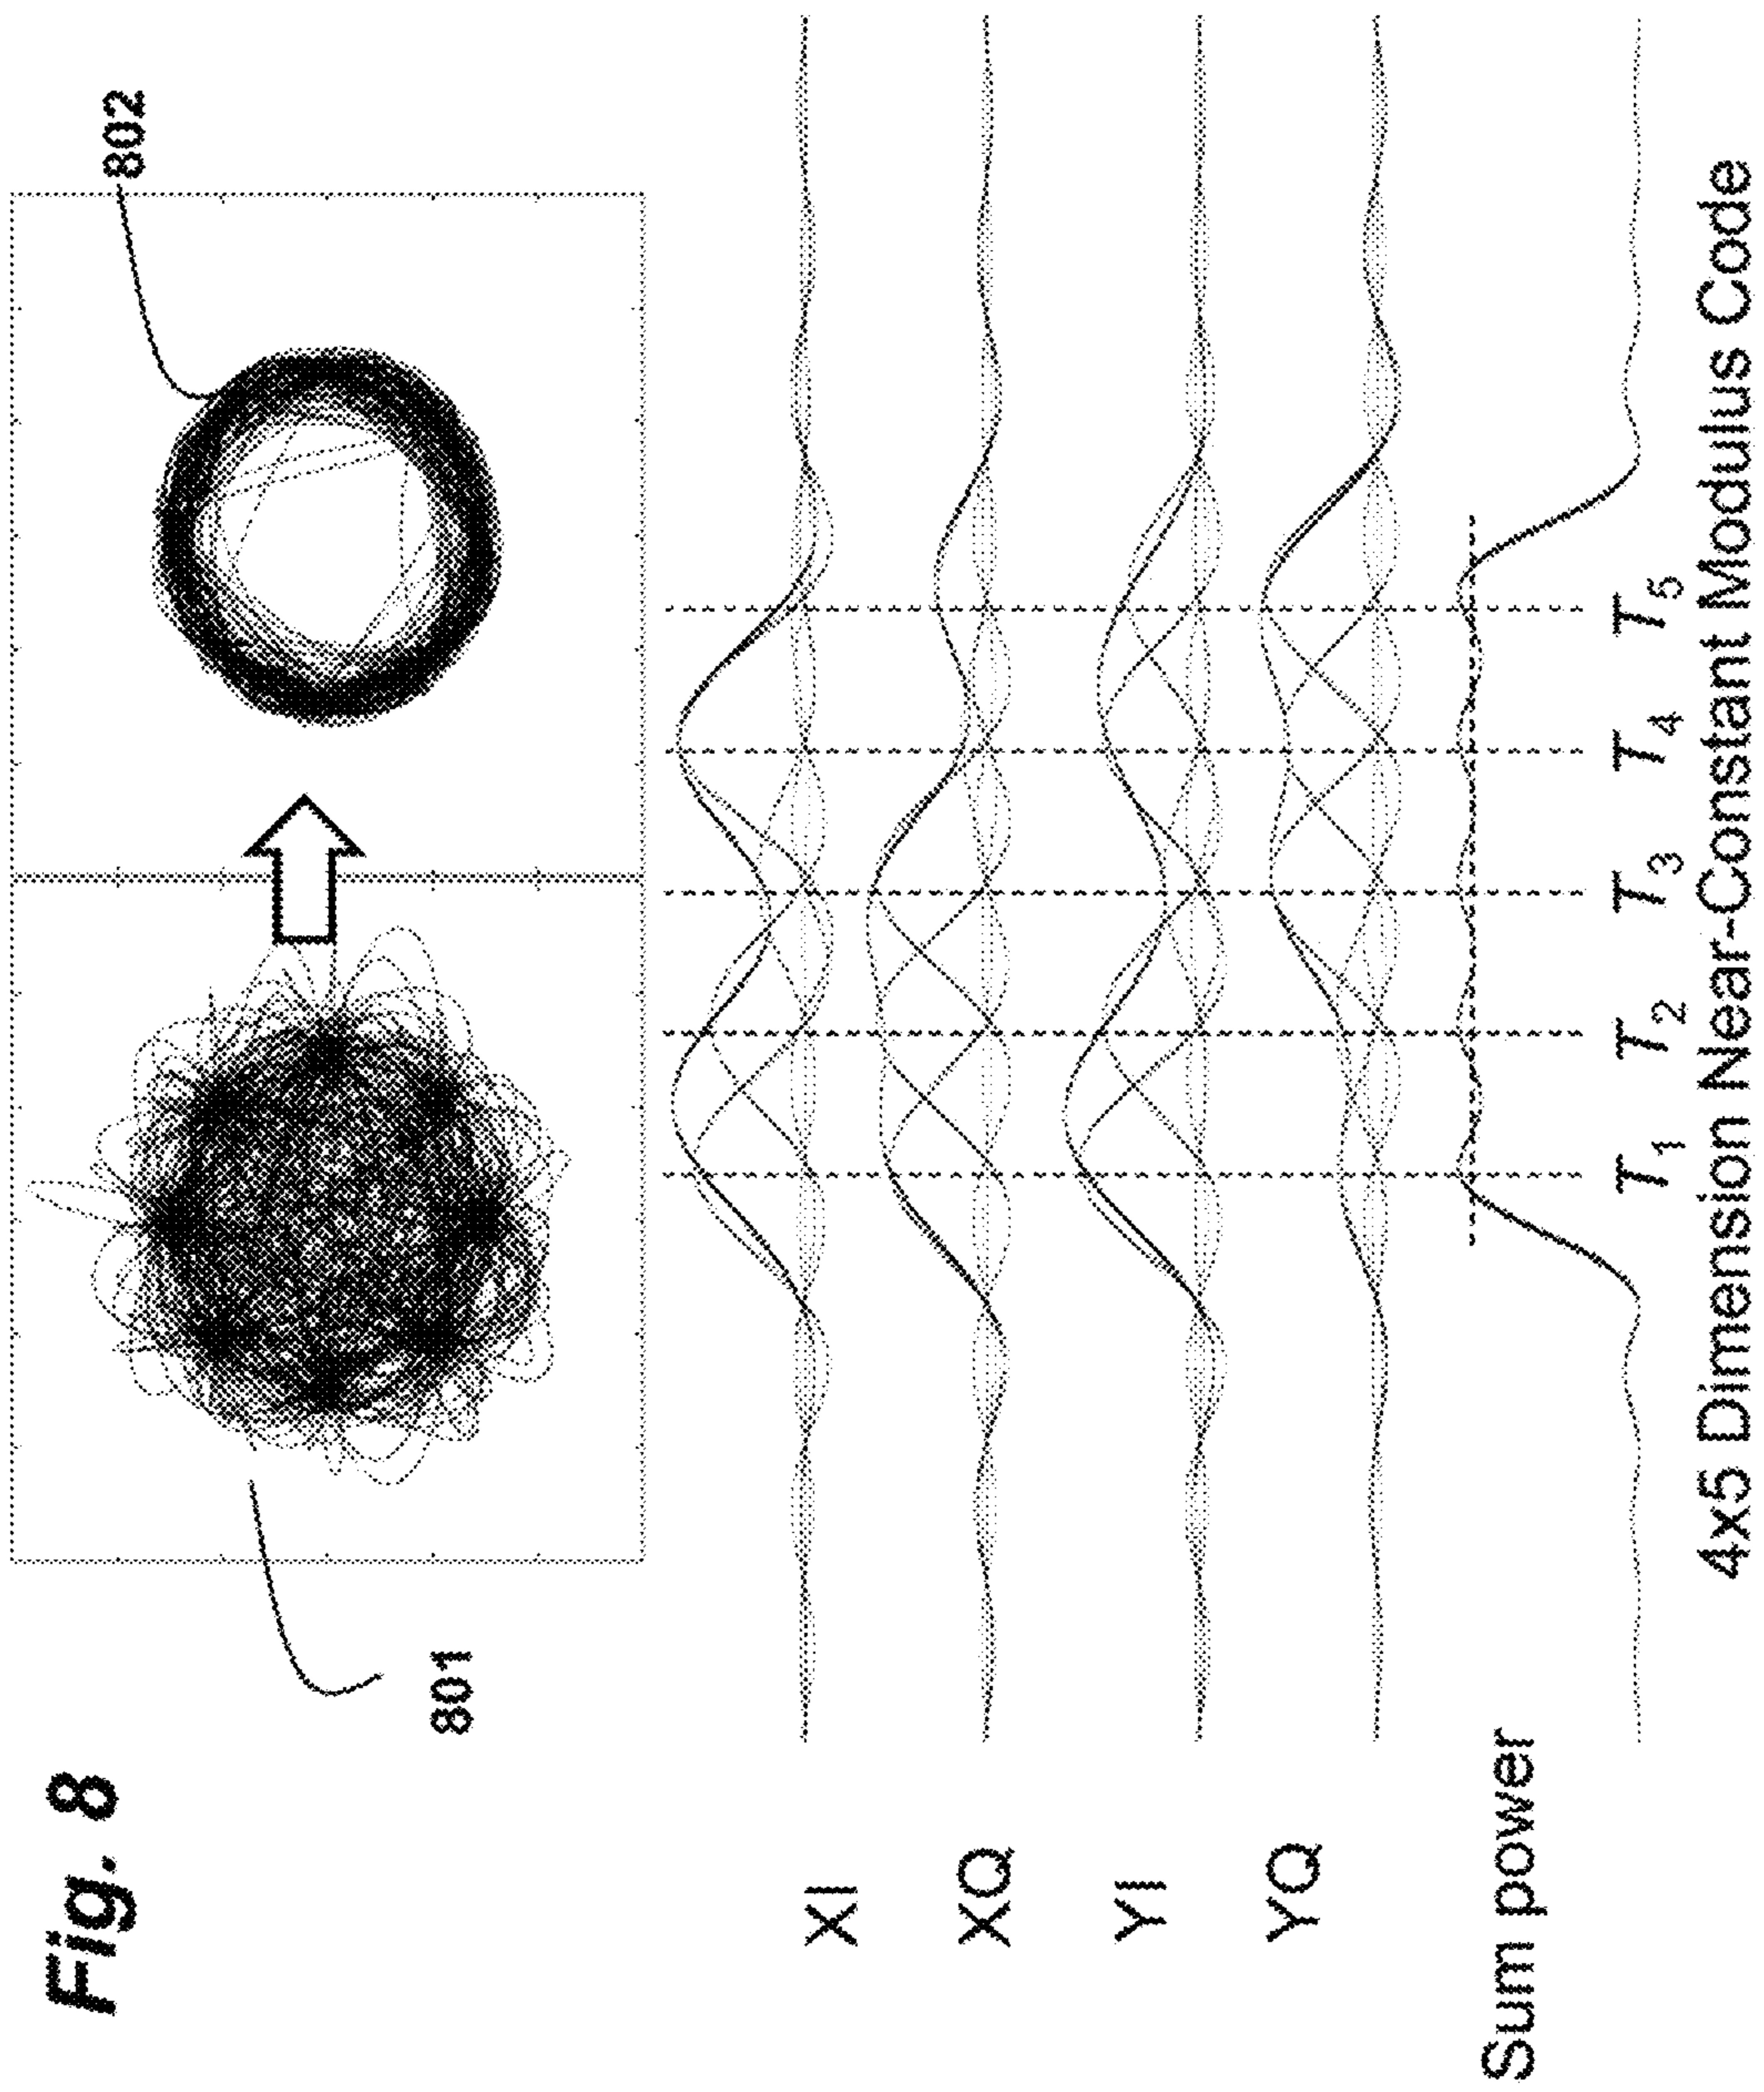 Fig. 8
801
802
XI
XQ
YI
YQ
Sum power
T1 T2 T3 T4 T5
4x5 Dimension Near-Constant Modulus Code